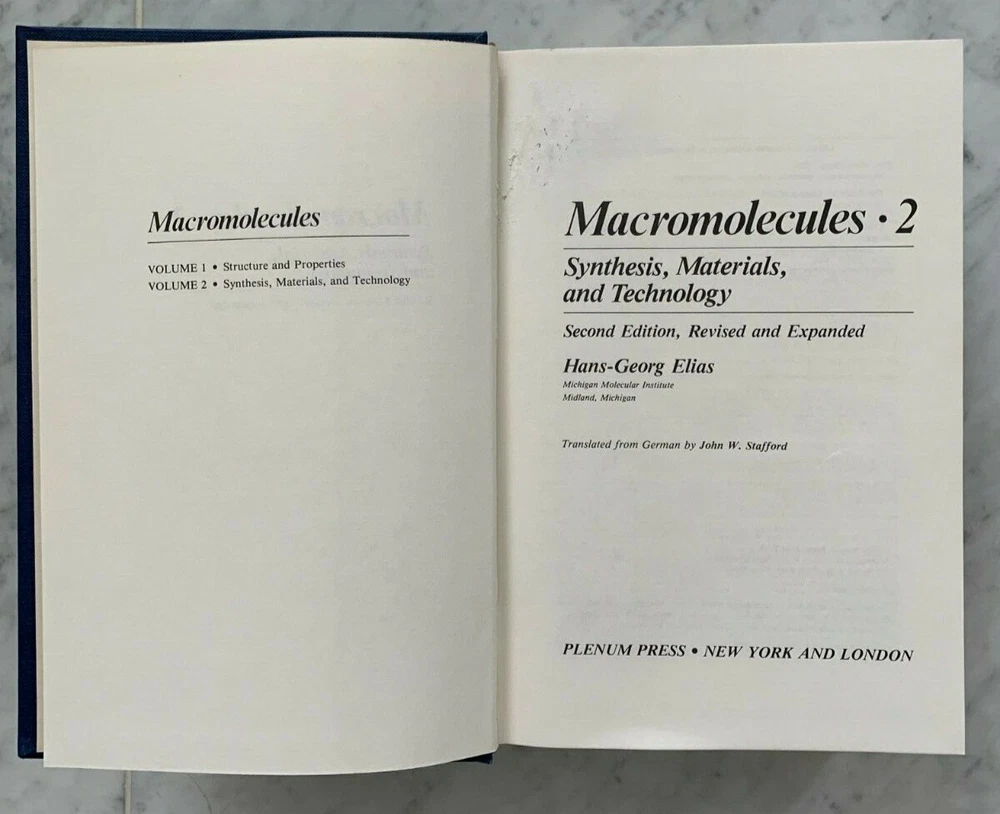 Macromolecules
VOLUME 1 • Structure and Properties
VOLUME 2 • Synthesis, Materials, and Technology
Macromolecules · 2
Synthesis, Materials,
and Technology
Second Edition, Revised and Expanded
Hans-Georg Elias
Michigan Molecular Institute
Midland, Michigan
Translated from German by John W. Stafford
PLENUM PRESS • NEW YORK AND LONDON